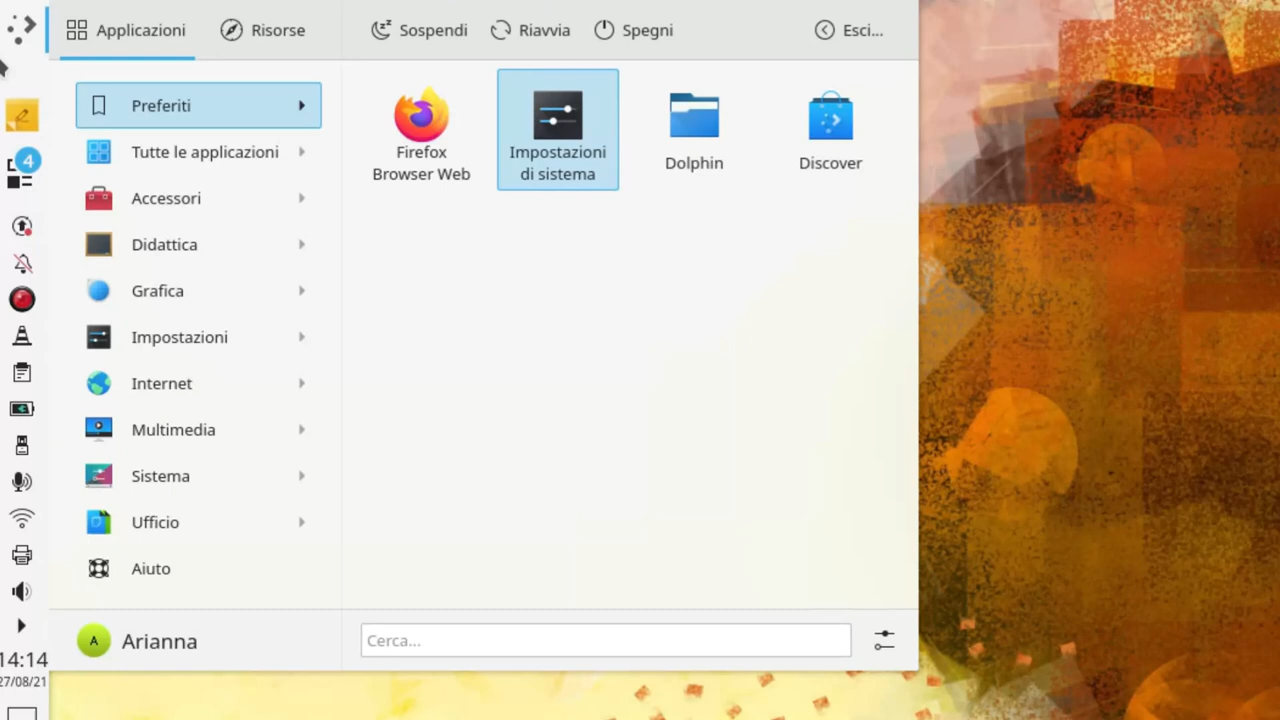 Applicazioni
Risorse
Sospendi
Riavvia
Spegni
Esci...
Preferiti
Tutte le applicazioni
Accessori
Didattica
Grafica
Impostazioni
Internet
Multimedia
Sistema
Ufficio
Aiuto
Firefox
Browser Web
Impostazioni
di sistema
Dolphin
Discover
4
A
Arianna
Cerca...
14:14
27/08/21